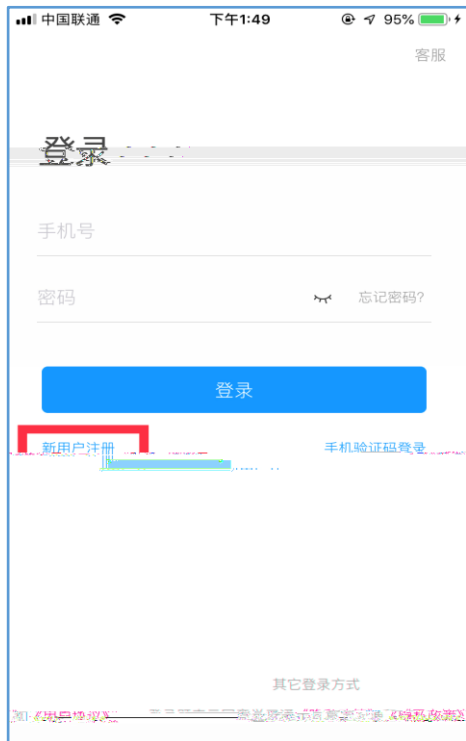 中国联通 下午1:49 95%
客服
登录
手机号
密码 忘记密码?
登录
新用户注册 手机验证码登录
其它登录方式